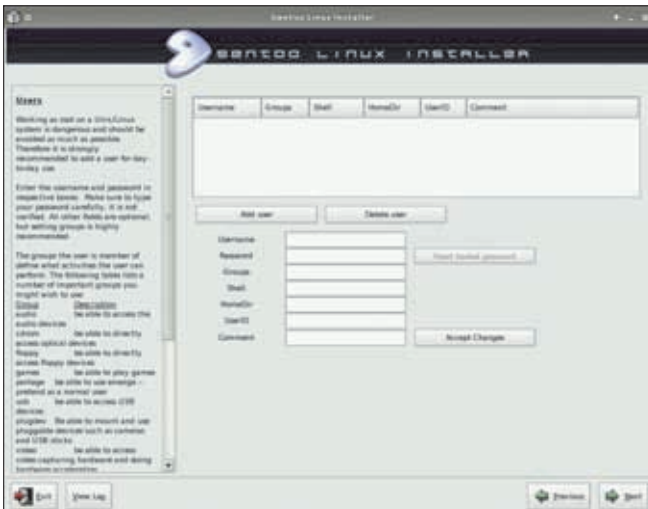 Gentoo Linux Installer
GENTOO LINUX INSTALLER
Users
Working as root on a Unix/Linux
system is dangerous and should be
avoided as much as possible.
Therefore it is strongly
recommended to add a user for day-
to-day use.
Enter the username and password in
respective boxes. Make sure to type
your password carefully, it is not
verified. All other fields are optional,
but setting groups is highly
recommended.
The groups the user is member of
define what activities the user can
perform. The following table lists a
number of important groups you
might wish to use:
Group Description
audio be able to access the
audio devices
cdrom be able to directly
access optical devices
floppy be able to directly
access floppy devices
games be able to play games
portage be able to use emerge --
pretend as a normal user
usb be able to access USB
devices
plugdev Be able to mount and use
pluggable devices such as cameras
and USB sticks
video be able to access
video capturing hardware and doing
hardware acceleration
Username Groups Shell HomeDir UserID Comment
Add user Delete user
Username
Password Reset loaded password
Groups
Shell
HomeDir
UserID
Comment Accept Changes
Exit View Log Previous Next